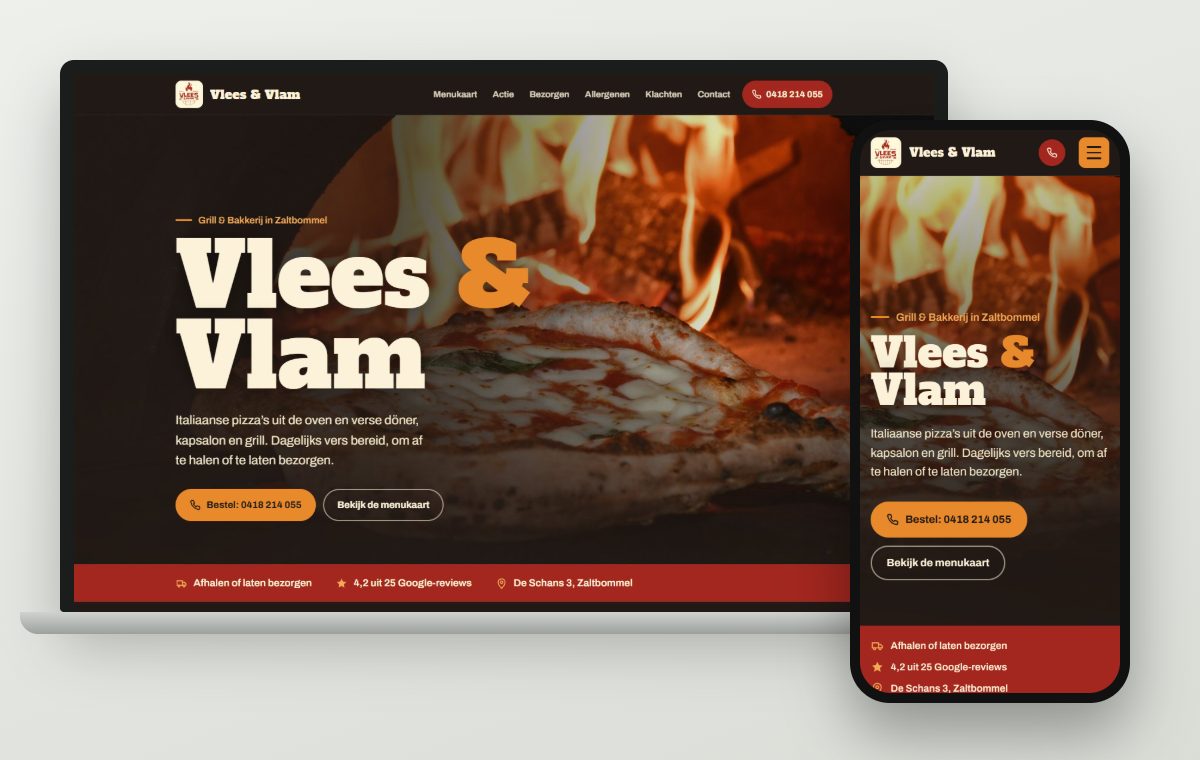 VLEES
Vlees & Vlam
Menukaart Actie Bezorgen Allergenen Klachten Contact 0418 214 055
Grill & Bakkerij in Zaltbommel
Vlees &
Vlam
Italiaanse pizza's uit de oven en verse döner,
kapsalon en grill. Dagelijks vers bereid, om af
te halen of te laten bezorgen.
Bestel: 0418 214 055 Bekijk de menukaart
Afhalen of laten bezorgen 4,2 uit 25 Google-reviews De Schans 3, Zaltbommel
VLEES
Vlees & Vlam
Grill & Bakkerij in Zaltbommel
Vlees &
Vlam
Italiaanse pizza's uit de oven en verse döner,
kapsalon en grill. Dagelijks vers bereid, om af
te halen of te laten bezorgen.
Bestel: 0418 214 055
Bekijk de menukaart
Afhalen of laten bezorgen
4,2 uit 25 Google-reviews
De Schans 3, Zaltbommel